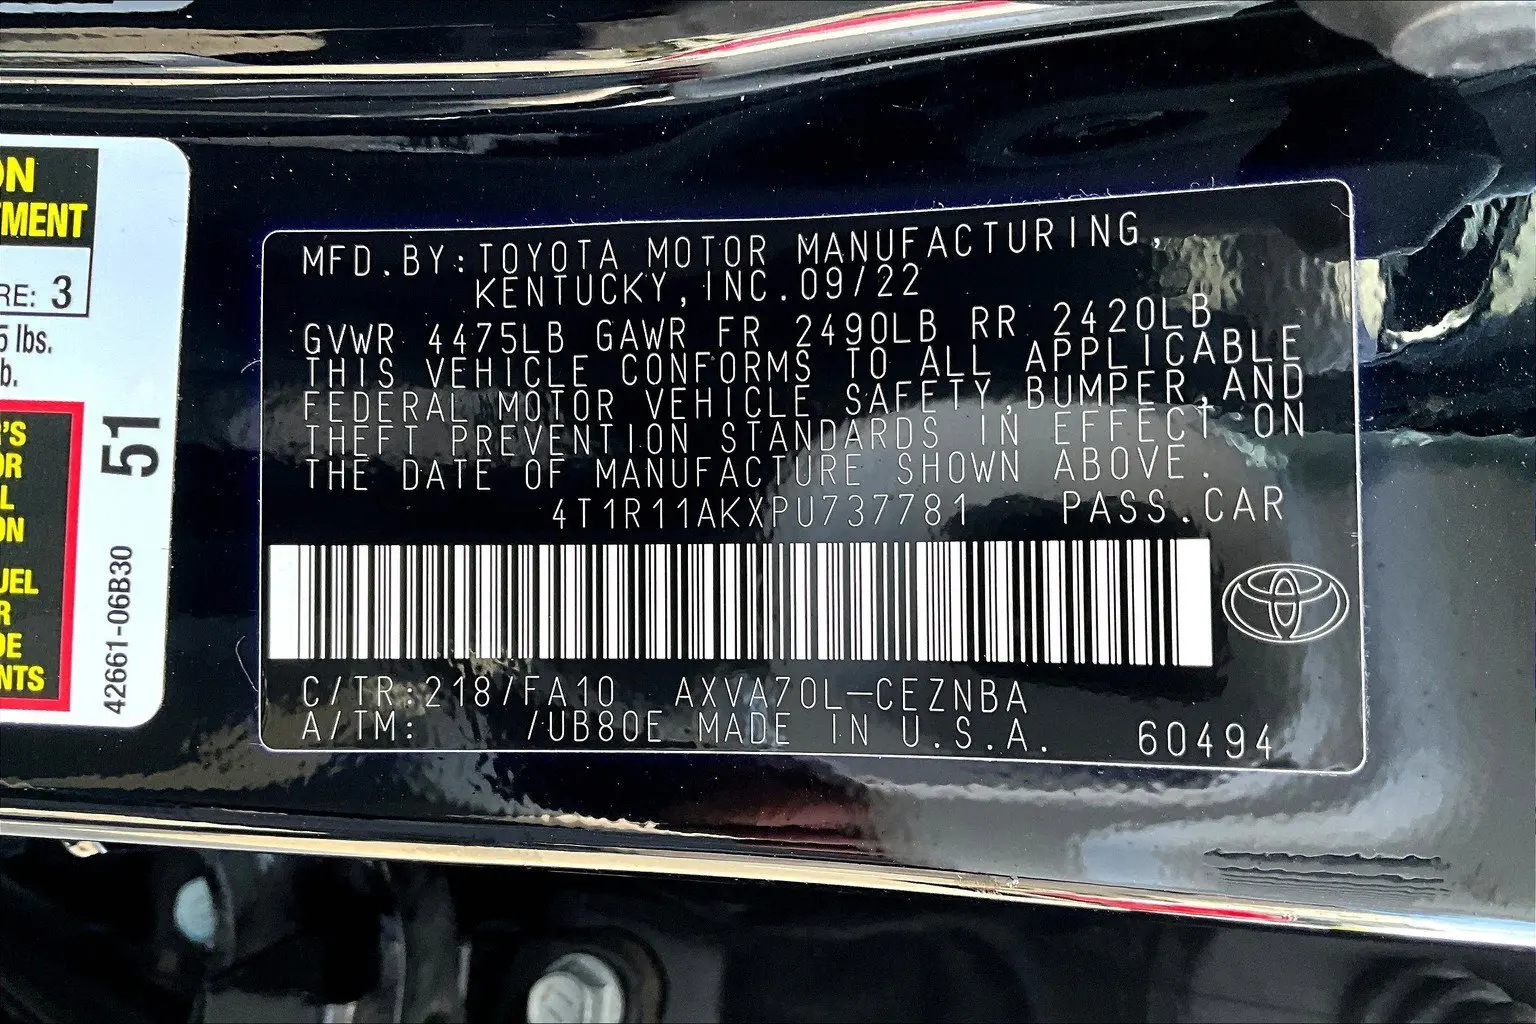 ON
TMENT
RE: 3
5 lbs.
b.
51
'S
OR
L
ON
UEL
R
DE
NTS
42661-06B30
MFD.BY:TOYOTA MOTOR MANUFACTURING,
KENTUCKY,INC.09/22
GVWR 4475LB GAWR FR 2490LB RR 2420LB
THIS VEHICLE CONFORMS TO ALL APPLICABLE
FEDERAL MOTOR VEHICLE SAFETY,BUMPER,AND
THEFT PREVENTION STANDARDS IN EFFECT ON
THE DATE OF MANUFACTURE SHOWN ABOVE.
4T1R11AKXPU737781 PASS.CAR
C/TR:218/FA10 AXVA70L-CEZNBA
A/TM: /UB80E MADE IN U.S.A. 60494